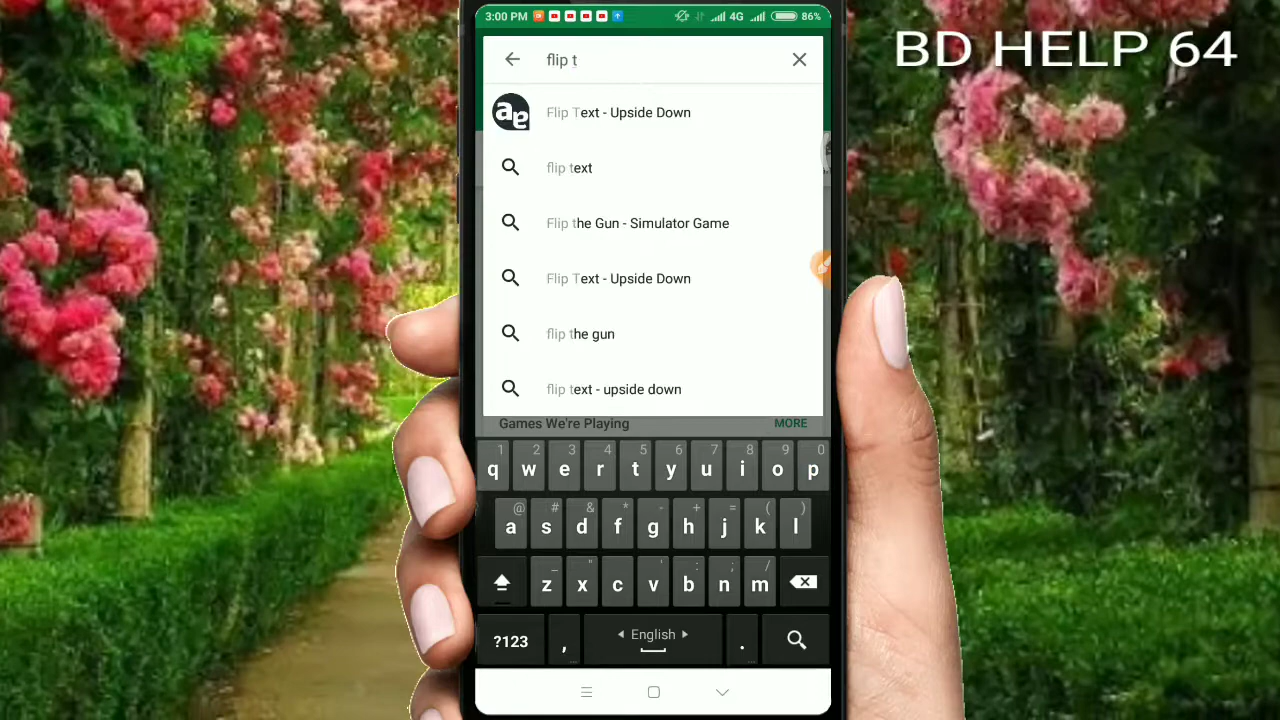 BD HELP 64
3:00 PM 4G 86%
flip t
Flip Text - Upside Down
flip text
Flip the Gun - Simulator Game
Flip Text - Upside Down
flip the gun
flip text - upside down
Games We're Playing MORE
1 2 3 4 5 6 7 8 9 0
q w e r t y u i o p
@ # & * - + = ( )
a s d f g h j k l
_ " ' : ; /
z x c v b n m
?123 , English .